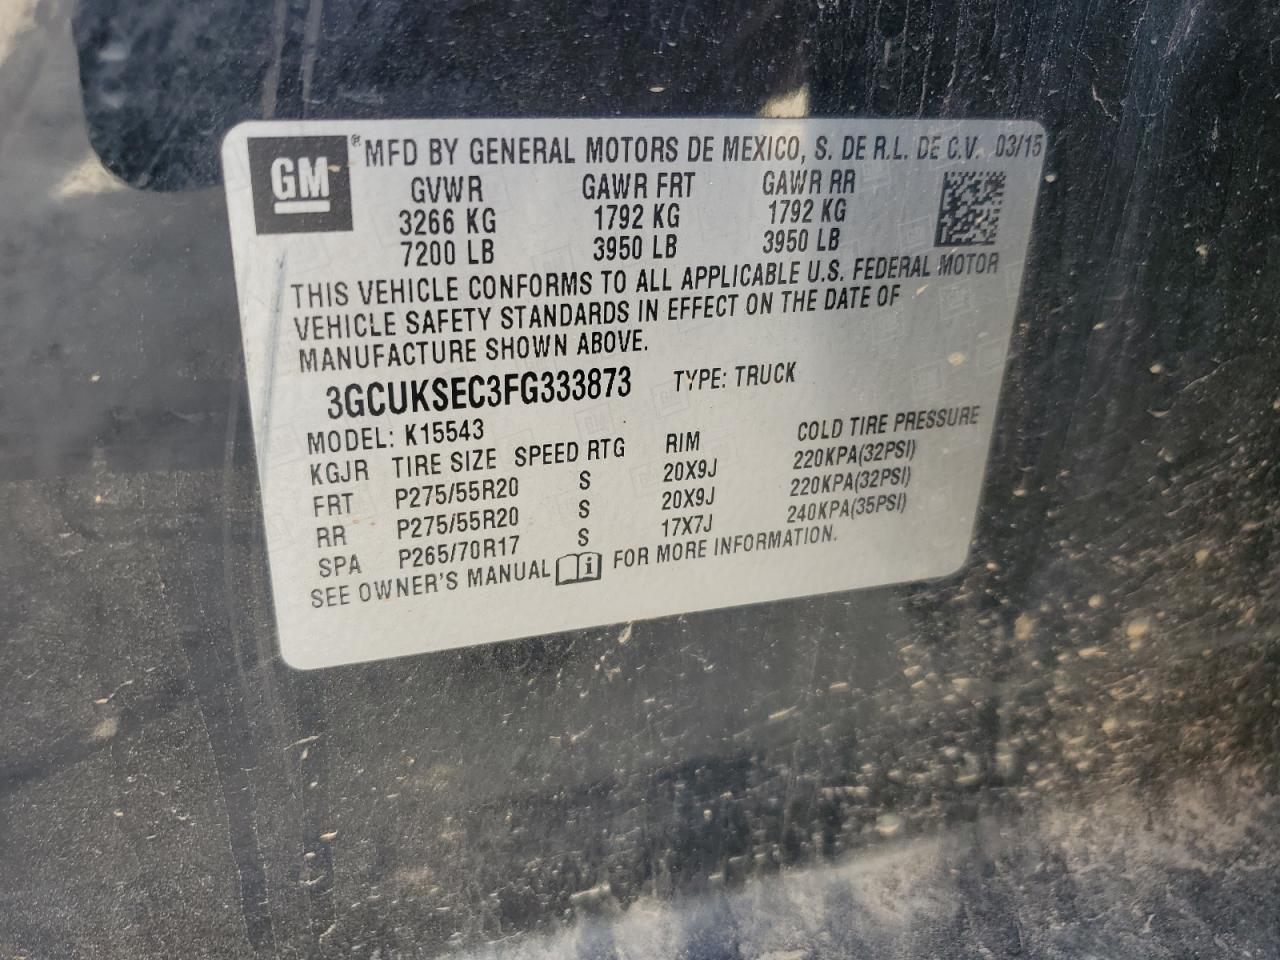 GM ® MFD BY GENERAL MOTORS DE MEXICO, S. DE R.L. DE C.V. 03/15
GVWR GAWR FRT GAWR RR
3266 KG 1792 KG 1792 KG
7200 LB 3950 LB 3950 LB
THIS VEHICLE CONFORMS TO ALL APPLICABLE U.S. FEDERAL MOTOR
VEHICLE SAFETY STANDARDS IN EFFECT ON THE DATE OF
MANUFACTURE SHOWN ABOVE.
3GCUKSEC3FG333873 TYPE: TRUCK
MODEL: K15543
KGJR TIRE SIZE SPEED RTG RIM COLD TIRE PRESSURE
FRT P275/55R20 S 20X9J 220KPA(32PSI)
RR P275/55R20 S 20X9J 220KPA(32PSI)
SPA P265/70R17 S 17X7J 240KPA(35PSI)
SEE OWNER'S MANUAL i FOR MORE INFORMATION.